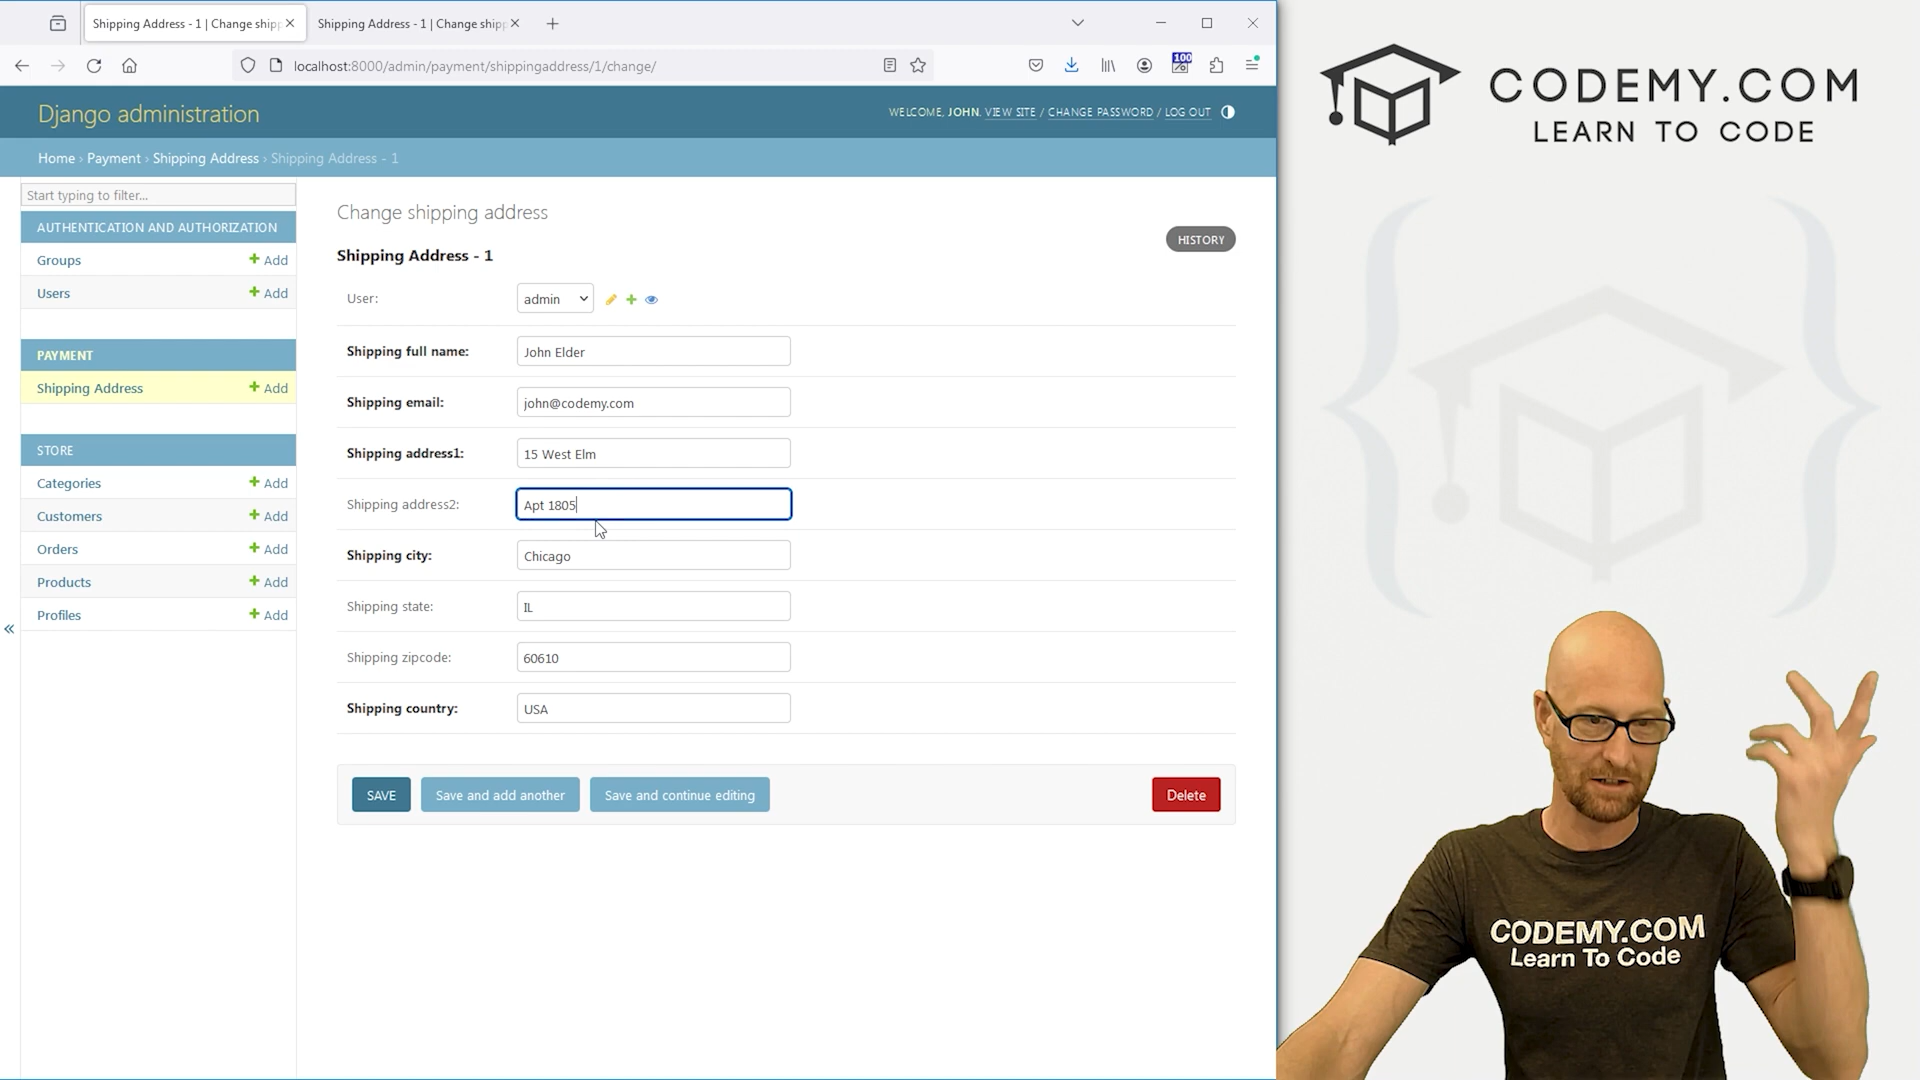 Shipping Address - 1 | Change shipp
Shipping Address - 1 | Change shipp
localhost:8000/admin/payment/shippingaddress/1/change/
100
%
Django administration
WELCOME, JOHN. VIEW SITE / CHANGE PASSWORD / LOG OUT
Home › Payment › Shipping Address › Shipping Address - 1
Start typing to filter...
AUTHENTICATION AND AUTHORIZATION
Groups + Add
Users + Add
PAYMENT
Shipping Address + Add
STORE
Categories + Add
Customers + Add
Orders + Add
Products + Add
Profiles + Add
«
Change shipping address
HISTORY
Shipping Address - 1
User: admin
Shipping full name: John Elder
Shipping email: john@codemy.com
Shipping address1: 15 West Elm
Shipping address2: Apt 1805
Shipping city: Chicago
Shipping state: IL
Shipping zipcode: 60610
Shipping country: USA
SAVE Save and add another Save and continue editing Delete
CODEMY.COM
LEARN TO CODE
CODEMY.COM
Learn To Code